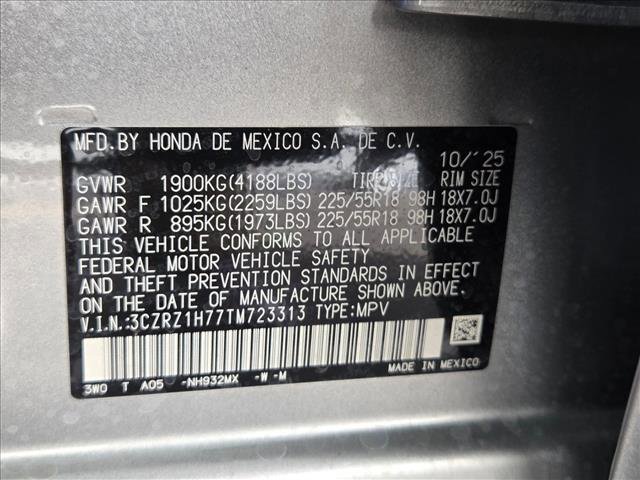 MFD.BY HONDA DE MEXICO S.A. DE C.V.
10/'25
GVWR 1900KG(4188LBS) TIRE SIZE RIM SIZE
GAWR F 1025KG(2259LBS) 225/55R18 98H 18X7.0J
GAWR R 895KG(1973LBS) 225/55R18 98H 18X7.0J
THIS VEHICLE CONFORMS TO ALL APPLICABLE
FEDERAL MOTOR VEHICLE SAFETY
AND THEFT PREVENTION STANDARDS IN EFFECT
ON THE DATE OF MANUFACTURE SHOWN ABOVE.
V.I.N.:3CZRZ1H77TM723313 TYPE:MPV
MADE IN MEXICO
3W0 T A05 -NH932MX -W -M